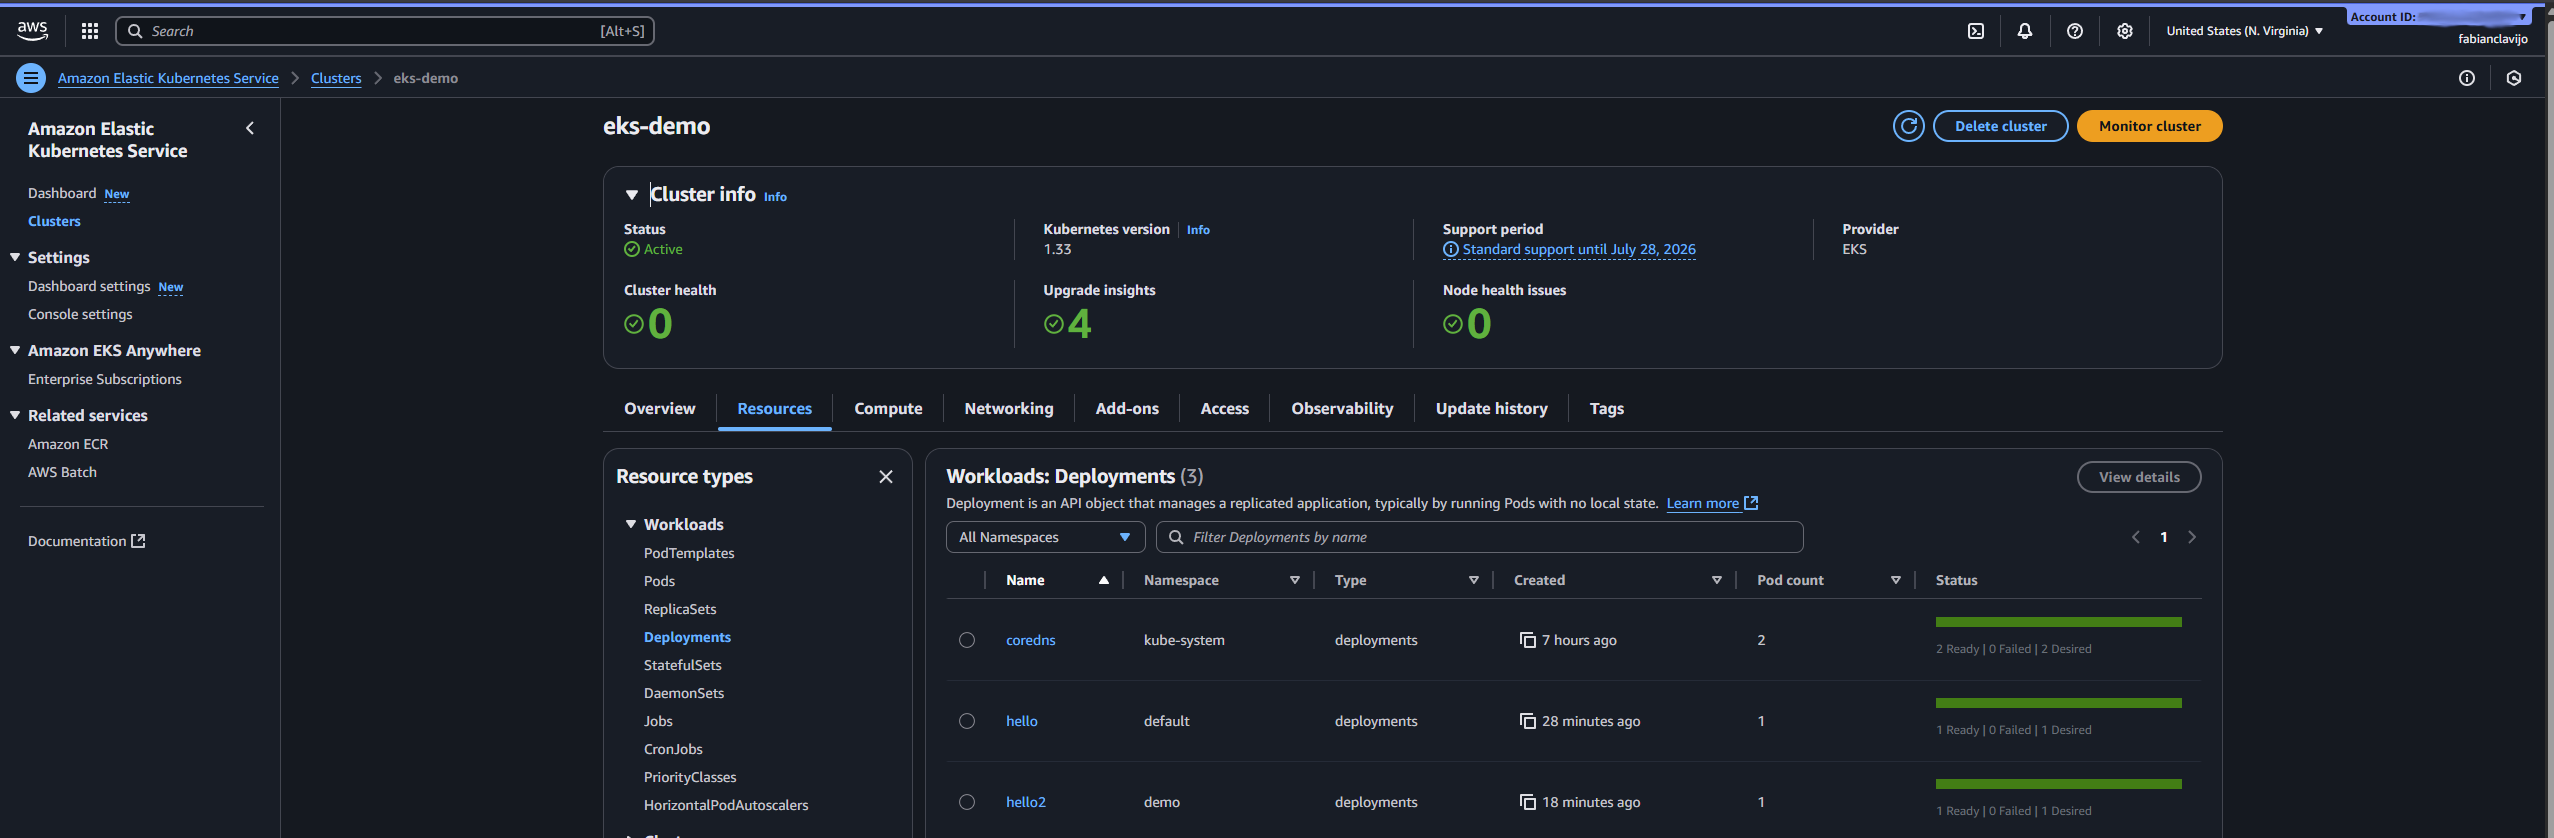 aws
Search [Alt+S]
United States (N. Virginia)
Account ID:
fabianclavijo
Amazon Elastic Kubernetes Service
Clusters
eks-demo
Amazon Elastic
Kubernetes Service
Dashboard New
Clusters
Settings
Dashboard settings New
Console settings
Amazon EKS Anywhere
Enterprise Subscriptions
Related services
Amazon ECR
AWS Batch
Documentation
eks-demo
Delete cluster
Monitor cluster
Cluster info Info
Status
Active
Kubernetes version Info
1.33
Support period
Standard support until July 28, 2026
Provider
EKS
Cluster health
0
Upgrade insights
4
Node health issues
0
Overview Resources Compute Networking Add-ons Access Observability Update history Tags
Resource types
Workloads
PodTemplates
Pods
ReplicaSets
Deployments
StatefulSets
DaemonSets
Jobs
CronJobs
PriorityClasses
HorizontalPodAutoscalers
Workloads: Deployments (3)
View details
Deployment is an API object that manages a replicated application, typically by running Pods with no local state. Learn more
All Namespaces
Filter Deployments by name
1
Name Namespace Type Created Pod count Status
coredns kube-system deployments 7 hours ago 2
2 Ready | 0 Failed | 2 Desired
hello default deployments 28 minutes ago 1
1 Ready | 0 Failed | 1 Desired
hello2 demo deployments 18 minutes ago 1
1 Ready | 0 Failed | 1 Desired